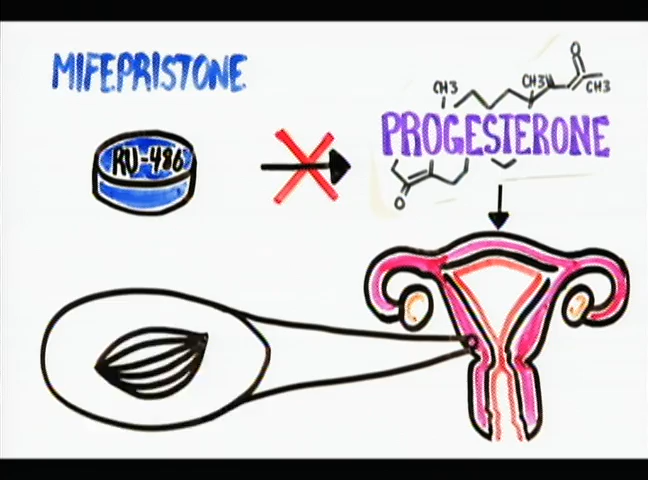 MIFEPRISTONE
RU-486
CH3
CH3
O
CH3
PROGESTERONE
O